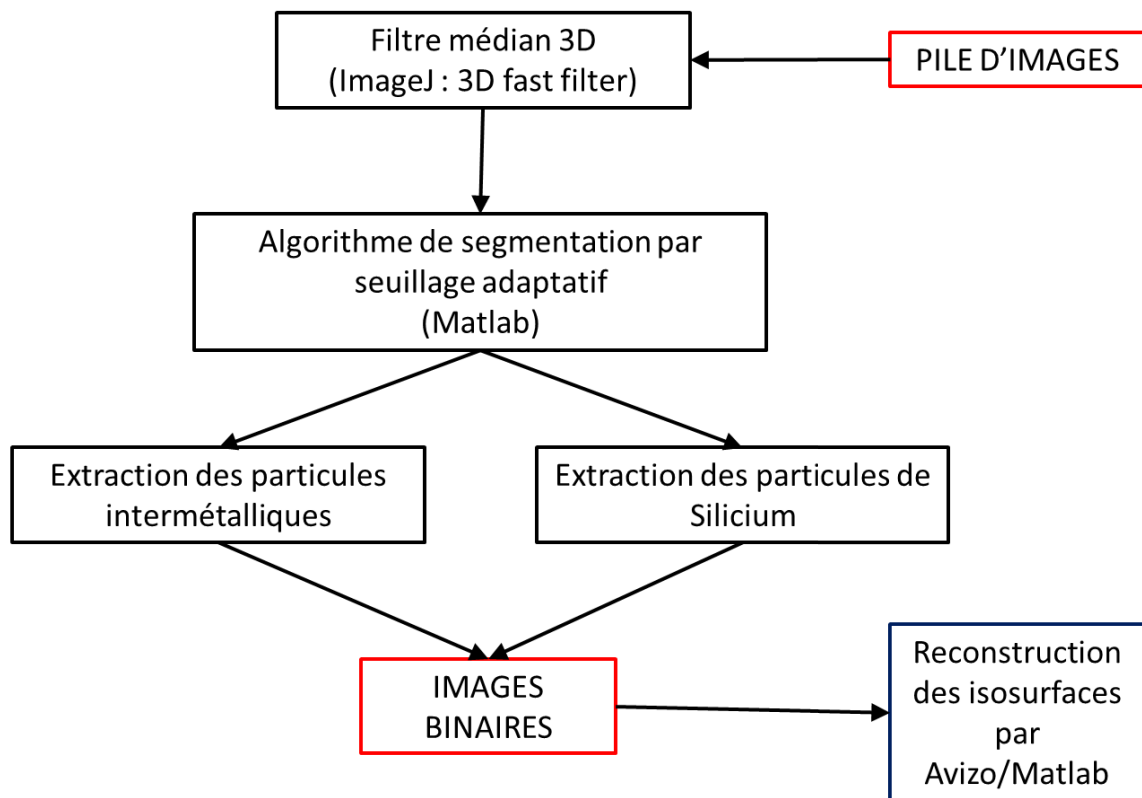 Filtre médian 3D
(ImageJ : 3D fast filter)
PILE D'IMAGES
Algorithme de segmentation par
seuillage adaptatif
(Matlab)
Extraction des particules
intermétalliques
Extraction des particules de
Silicium
IMAGES
BINAIRES
Reconstruction
des isosurfaces
par
Avizo/Matlab